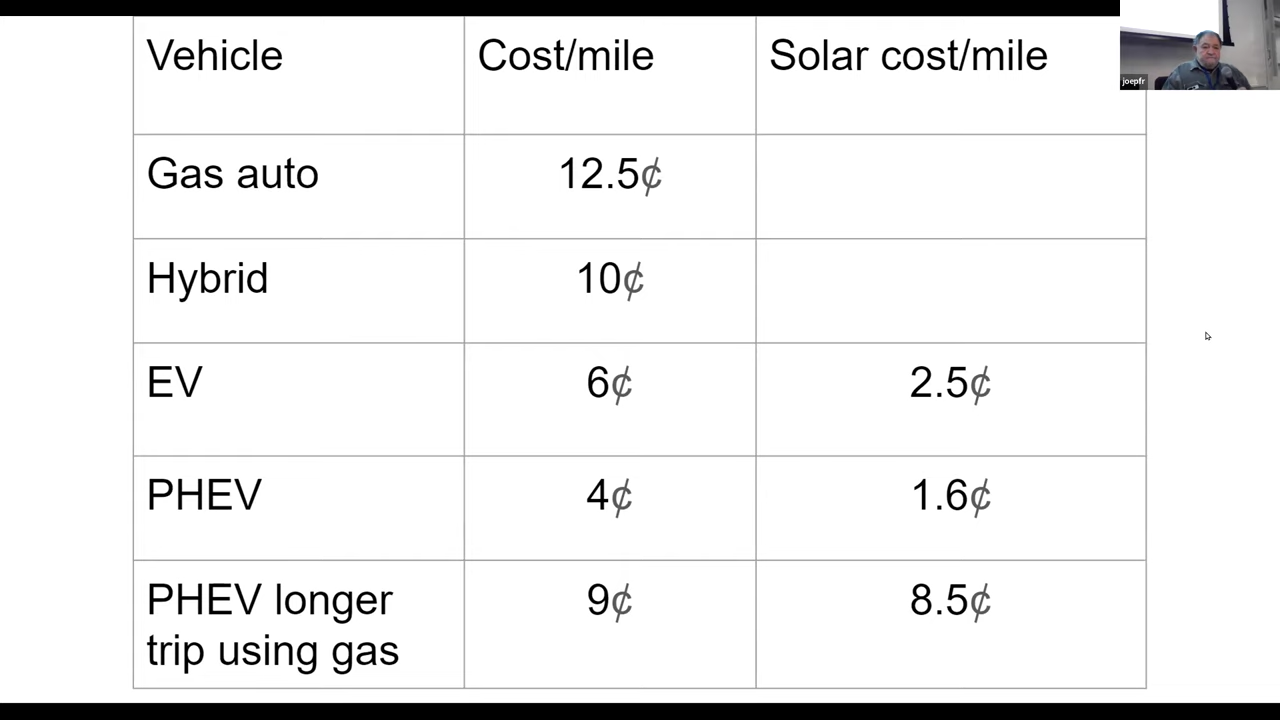 Vehicle Cost/mile Solar cost/mile
Gas auto 12.5¢
Hybrid 10¢
EV 6¢ 2.5¢
PHEV 4¢ 1.6¢
PHEV longer 9¢ 8.5¢
trip using gas
joepfr